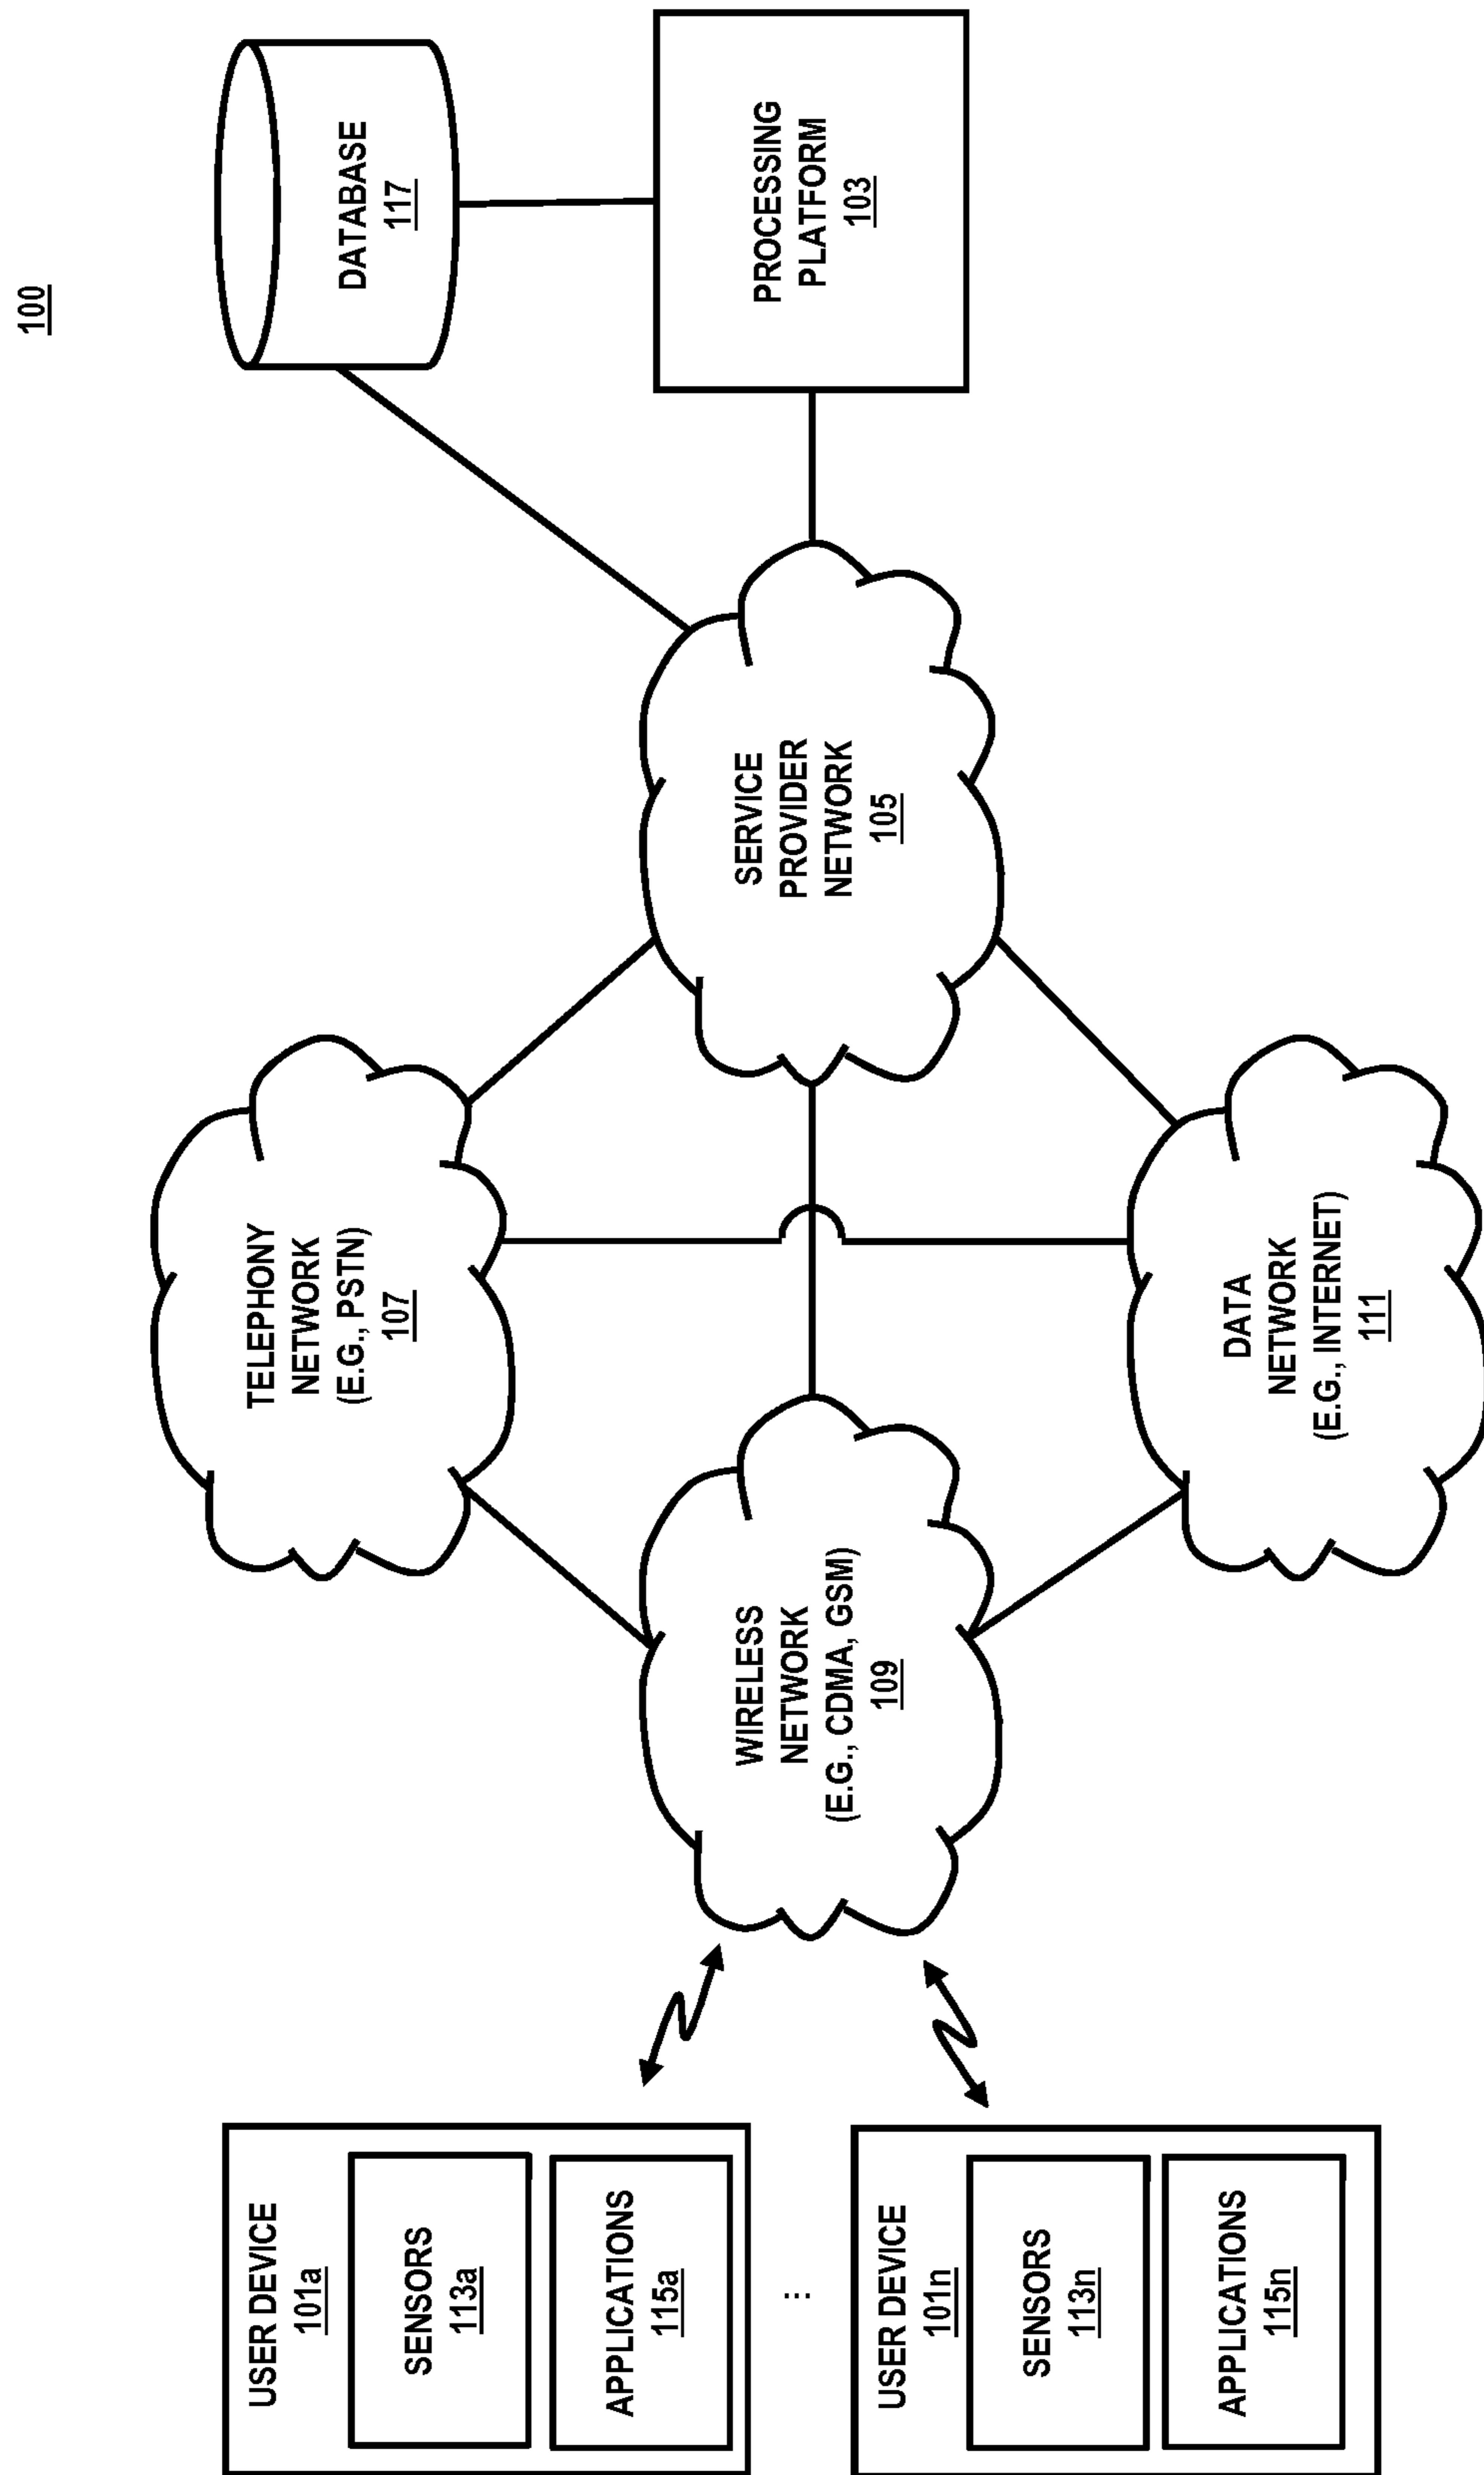 100
USER DEVICE
101a
SENSORS
113a
APPLICATIONS
115a
...
USER DEVICE
101n
SENSORS
113n
APPLICATIONS
115n
WIRELESS
NETWORK
(E.G., CDMA, GSM)
109
TELEPHONY
NETWORK
(E.G., PSTN)
107
DATA
NETWORK
(E.G., INTERNET)
111
SERVICE
PROVIDER
NETWORK
105
DATABASE
117
PROCESSING
PLATFORM
103